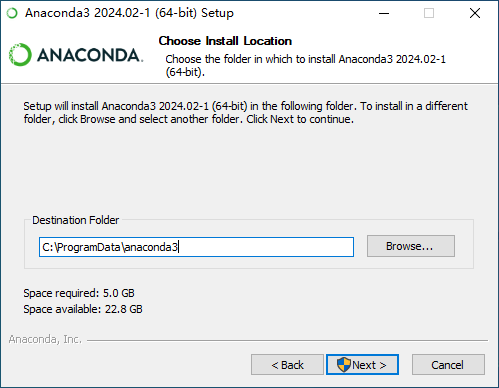 Anaconda3 2024.02-1 (64-bit) Setup
ANACONDA.
Choose Install Location
Choose the folder in which to install Anaconda3 2024.02-1
(64-bit).
Setup will install Anaconda3 2024.02-1 (64-bit) in the following folder. To install in a different
folder, click Browse and select another folder. Click Next to continue.
Destination Folder
C:\ProgramData\anaconda3
Browse...
Space required: 5.0 GB
Space available: 22.8 GB
Anaconda, Inc.
< Back
Next >
Cancel